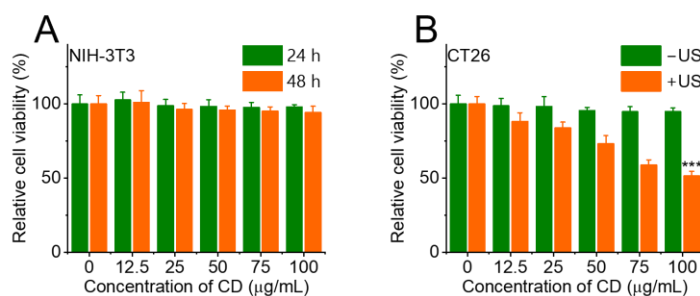 A
NIH-3T3
24 h
48 h
Relative cell viability (%)
150
100
50
0
0 12.5 25 50 75 100
Concentration of CD (μg/mL)
B
CT26
−US
+US
Relative cell viability (%)
150
100
50
0
***
0 12.5 25 50 75 100
Concentration of CD (μg/mL)